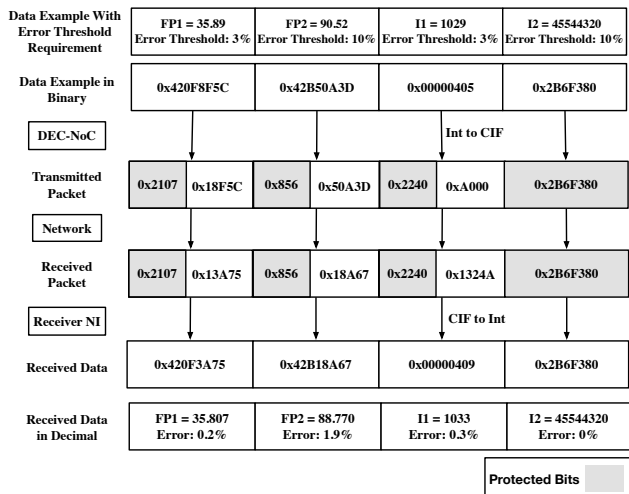 Data Example With
Error Threshold
Requirement
FP1 = 35.89
Error Threshold: 3%
FP2 = 90.52
Error Threshold: 10%
I1 = 1029
Error Threshold: 3%
I2 = 45544320
Error Threshold: 10%
Data Example in
Binary
0x420F8F5C
0x42B50A3D
0x00000405
0x2B6F380
DEC-NoC
Int to CIF
Transmitted
Packet
0x2107
0x18F5C
0x856
0x50A3D
0x2240
0xA000
0x2B6F380
Network
Received
Packet
0x2107
0x13A75
0x856
0x18A67
0x2240
0x1324A
0x2B6F380
Receiver NI
CIF to Int
Received Data
0x420F3A75
0x42B18A67
0x00000409
0x2B6F380
Received Data
in Decimal
FP1 = 35.807
Error: 0.2%
FP2 = 88.770
Error: 1.9%
I1 = 1033
Error: 0.3%
I2 = 45544320
Error: 0%
Protected Bits